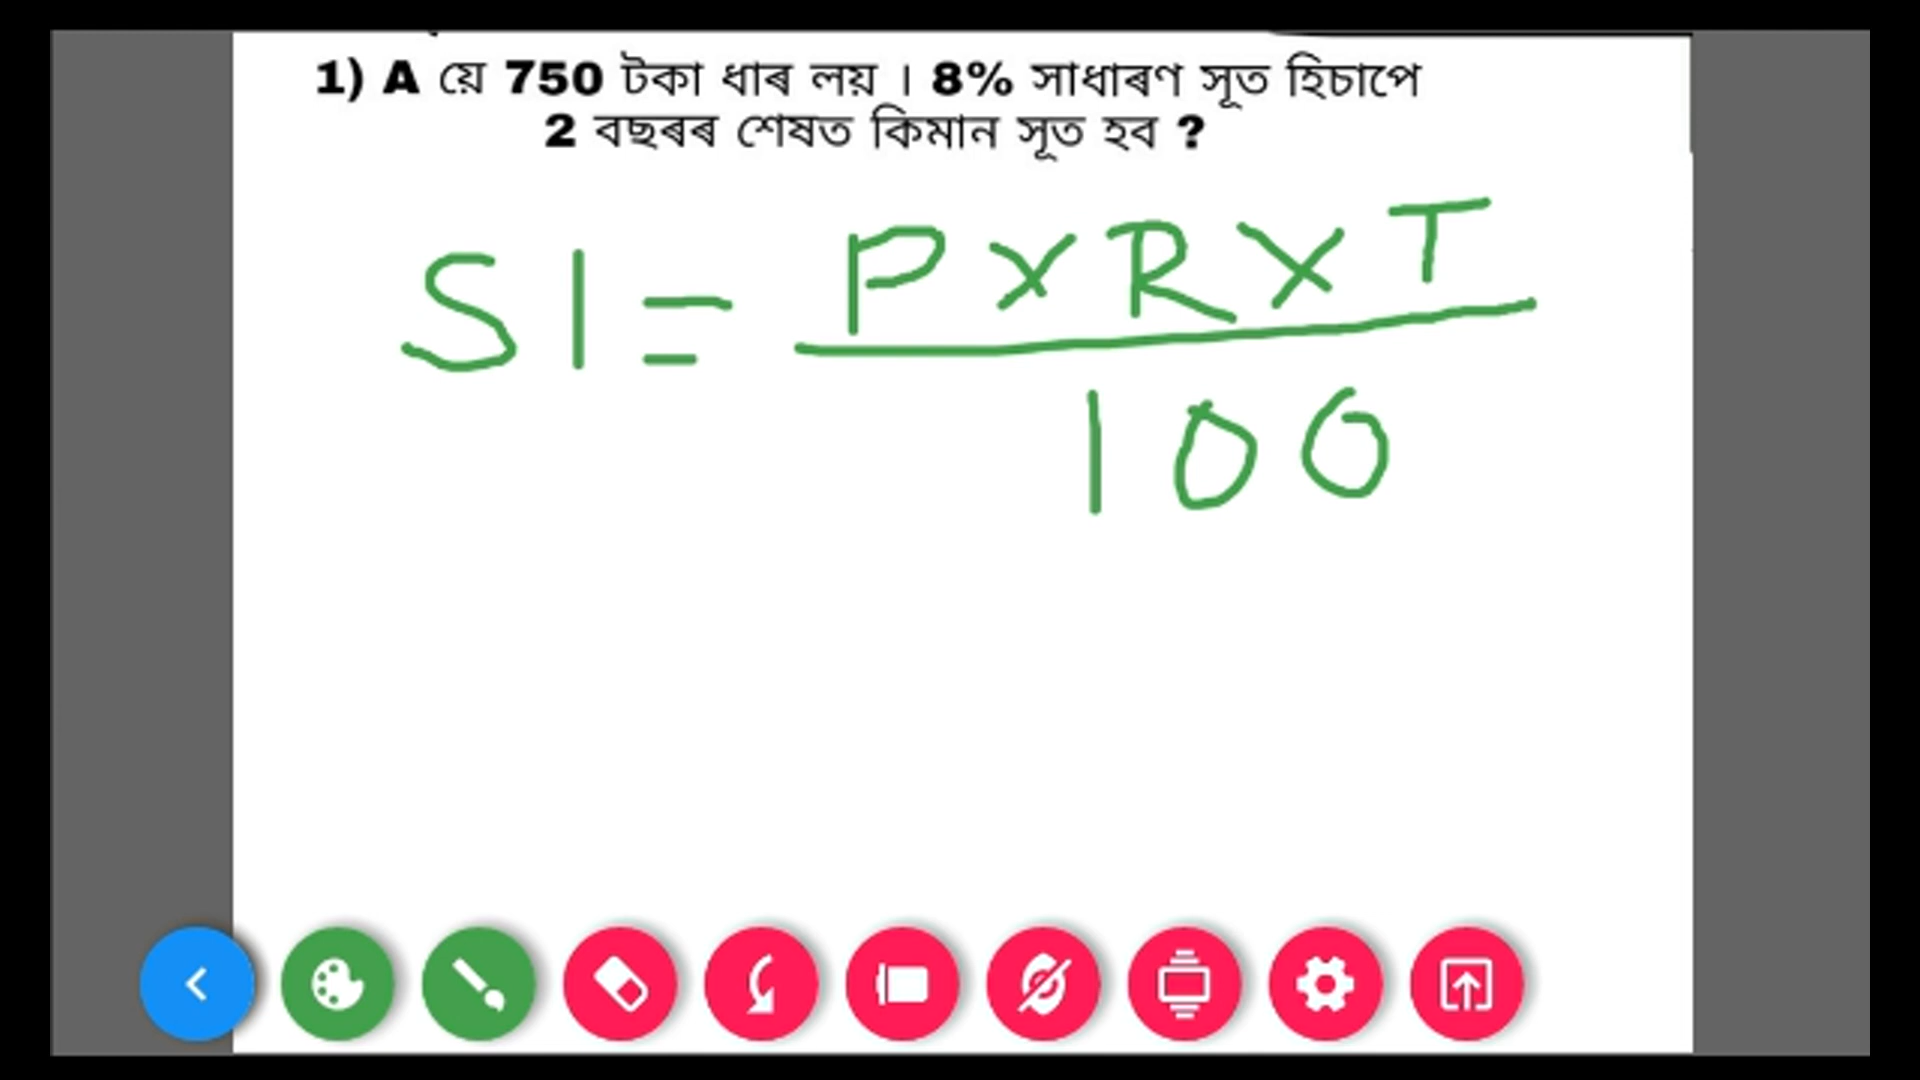 1) A য়ে 750 টকা ধাৰ লয় । 8% সাধাৰণ সূত হিচাপে
2 বছৰৰ শেষত কিমান সূত হব ?
SI = P X R X T
100